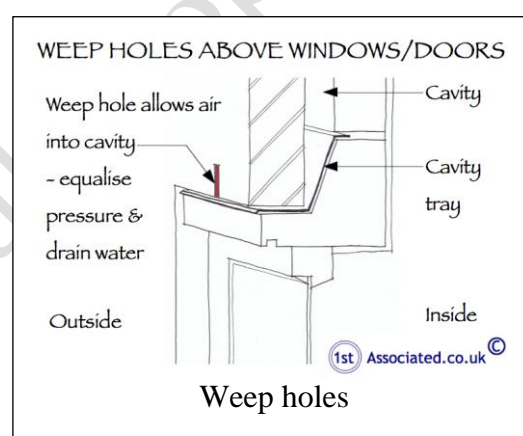 WEEP HOLES ABOVE WINDOWS/DOORS
Weep hole allows air
into cavity
- equalise
pressure &
drain water
Cavity
Cavity
tray
Outside
Inside
1st Associated.co.uk ©
Weep holes